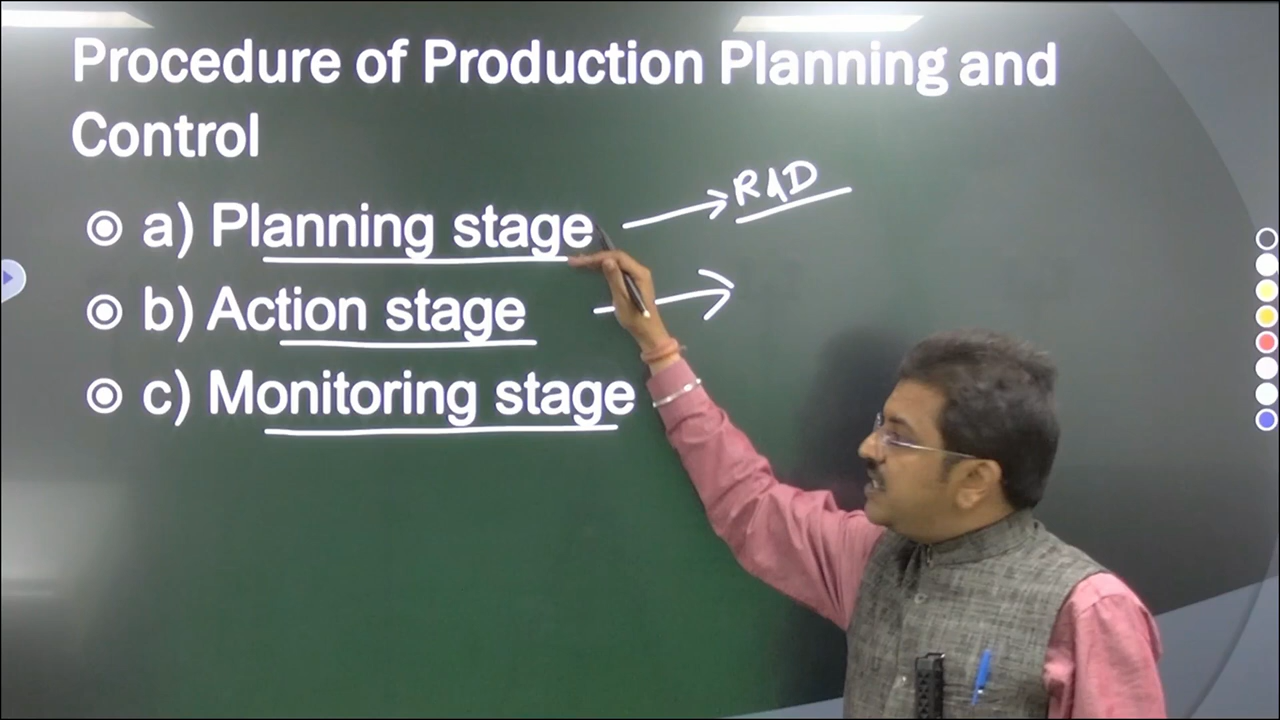 Procedure of Production Planning and
Control
a) Planning stage
R&D
b) Action stage
c) Monitoring stage